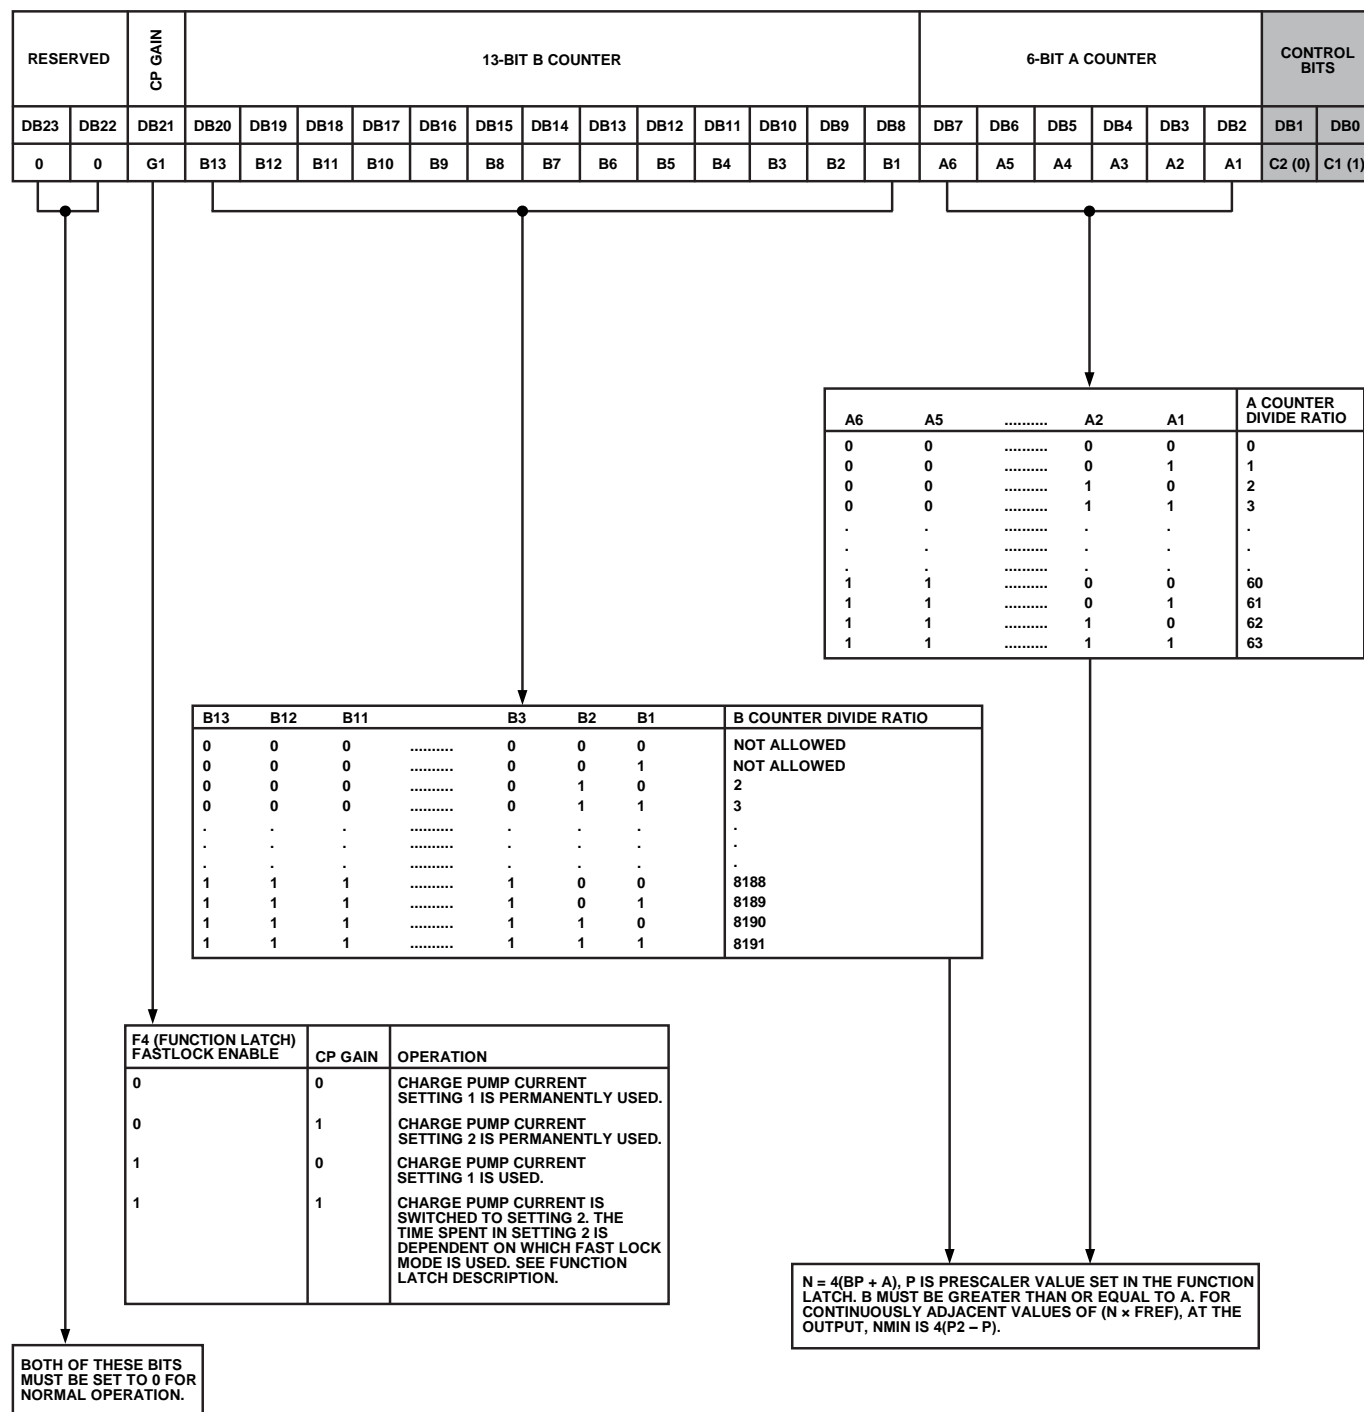 RESERVED CP GAIN 13-BIT B COUNTER 6-BIT A COUNTER CONTROL BITS
DB23 DB22 DB21 DB20 DB19 DB18 DB17 DB16 DB15 DB14 DB13 DB12 DB11 DB10 DB9 DB8 DB7 DB6 DB5 DB4 DB3 DB2 DB1 DB0
0 0 G1 B13 B12 B11 B10 B9 B8 B7 B6 B5 B4 B3 B2 B1 A6 A5 A4 A3 A2 A1 C2 (0) C1 (1)
A6 A5 .......... A2 A1 A COUNTER DIVIDE RATIO
0 0 .......... 0 0 0
0 0 .......... 0 1 1
0 0 .......... 1 0 2
0 0 .......... 1 1 3
. . .......... . . .
. . .......... . . .
. . .......... . . .
1 1 .......... 0 0 60
1 1 .......... 0 1 61
1 1 .......... 1 0 62
1 1 .......... 1 1 63
B13 B12 B11 B3 B2 B1 B COUNTER DIVIDE RATIO
0 0 0 .......... 0 0 0 NOT ALLOWED
0 0 0 .......... 0 0 1 NOT ALLOWED
0 0 0 .......... 0 1 0 2
0 0 0 .......... 0 1 1 3
. . . .......... . . . .
. . . .......... . . . .
. . . .......... . . . .
1 1 1 .......... 1 0 0 8188
1 1 1 .......... 1 0 1 8189
1 1 1 .......... 1 1 0 8190
1 1 1 .......... 1 1 1 8191
F4 (FUNCTION LATCH)
FASTLOCK ENABLE CP GAIN OPERATION
0 0 CHARGE PUMP CURRENT
SETTING 1 IS PERMANENTLY USED.
0 1 CHARGE PUMP CURRENT
SETTING 2 IS PERMANENTLY USED.
1 0 CHARGE PUMP CURRENT
SETTING 1 IS USED.
1 1 CHARGE PUMP CURRENT IS
SWITCHED TO SETTING 2. THE
TIME SPENT IN SETTING 2 IS
DEPENDENT ON WHICH FAST LOCK
MODE IS USED. SEE FUNCTION
LATCH DESCRIPTION.
N = 4(BP + A), P IS PRESCALER VALUE SET IN THE FUNCTION
LATCH. B MUST BE GREATER THAN OR EQUAL TO A. FOR
CONTINUOUSLY ADJACENT VALUES OF (N × FREF), AT THE
OUTPUT, NMIN IS 4(P2 – P).
BOTH OF THESE BITS
MUST BE SET TO 0 FOR
NORMAL OPERATION.